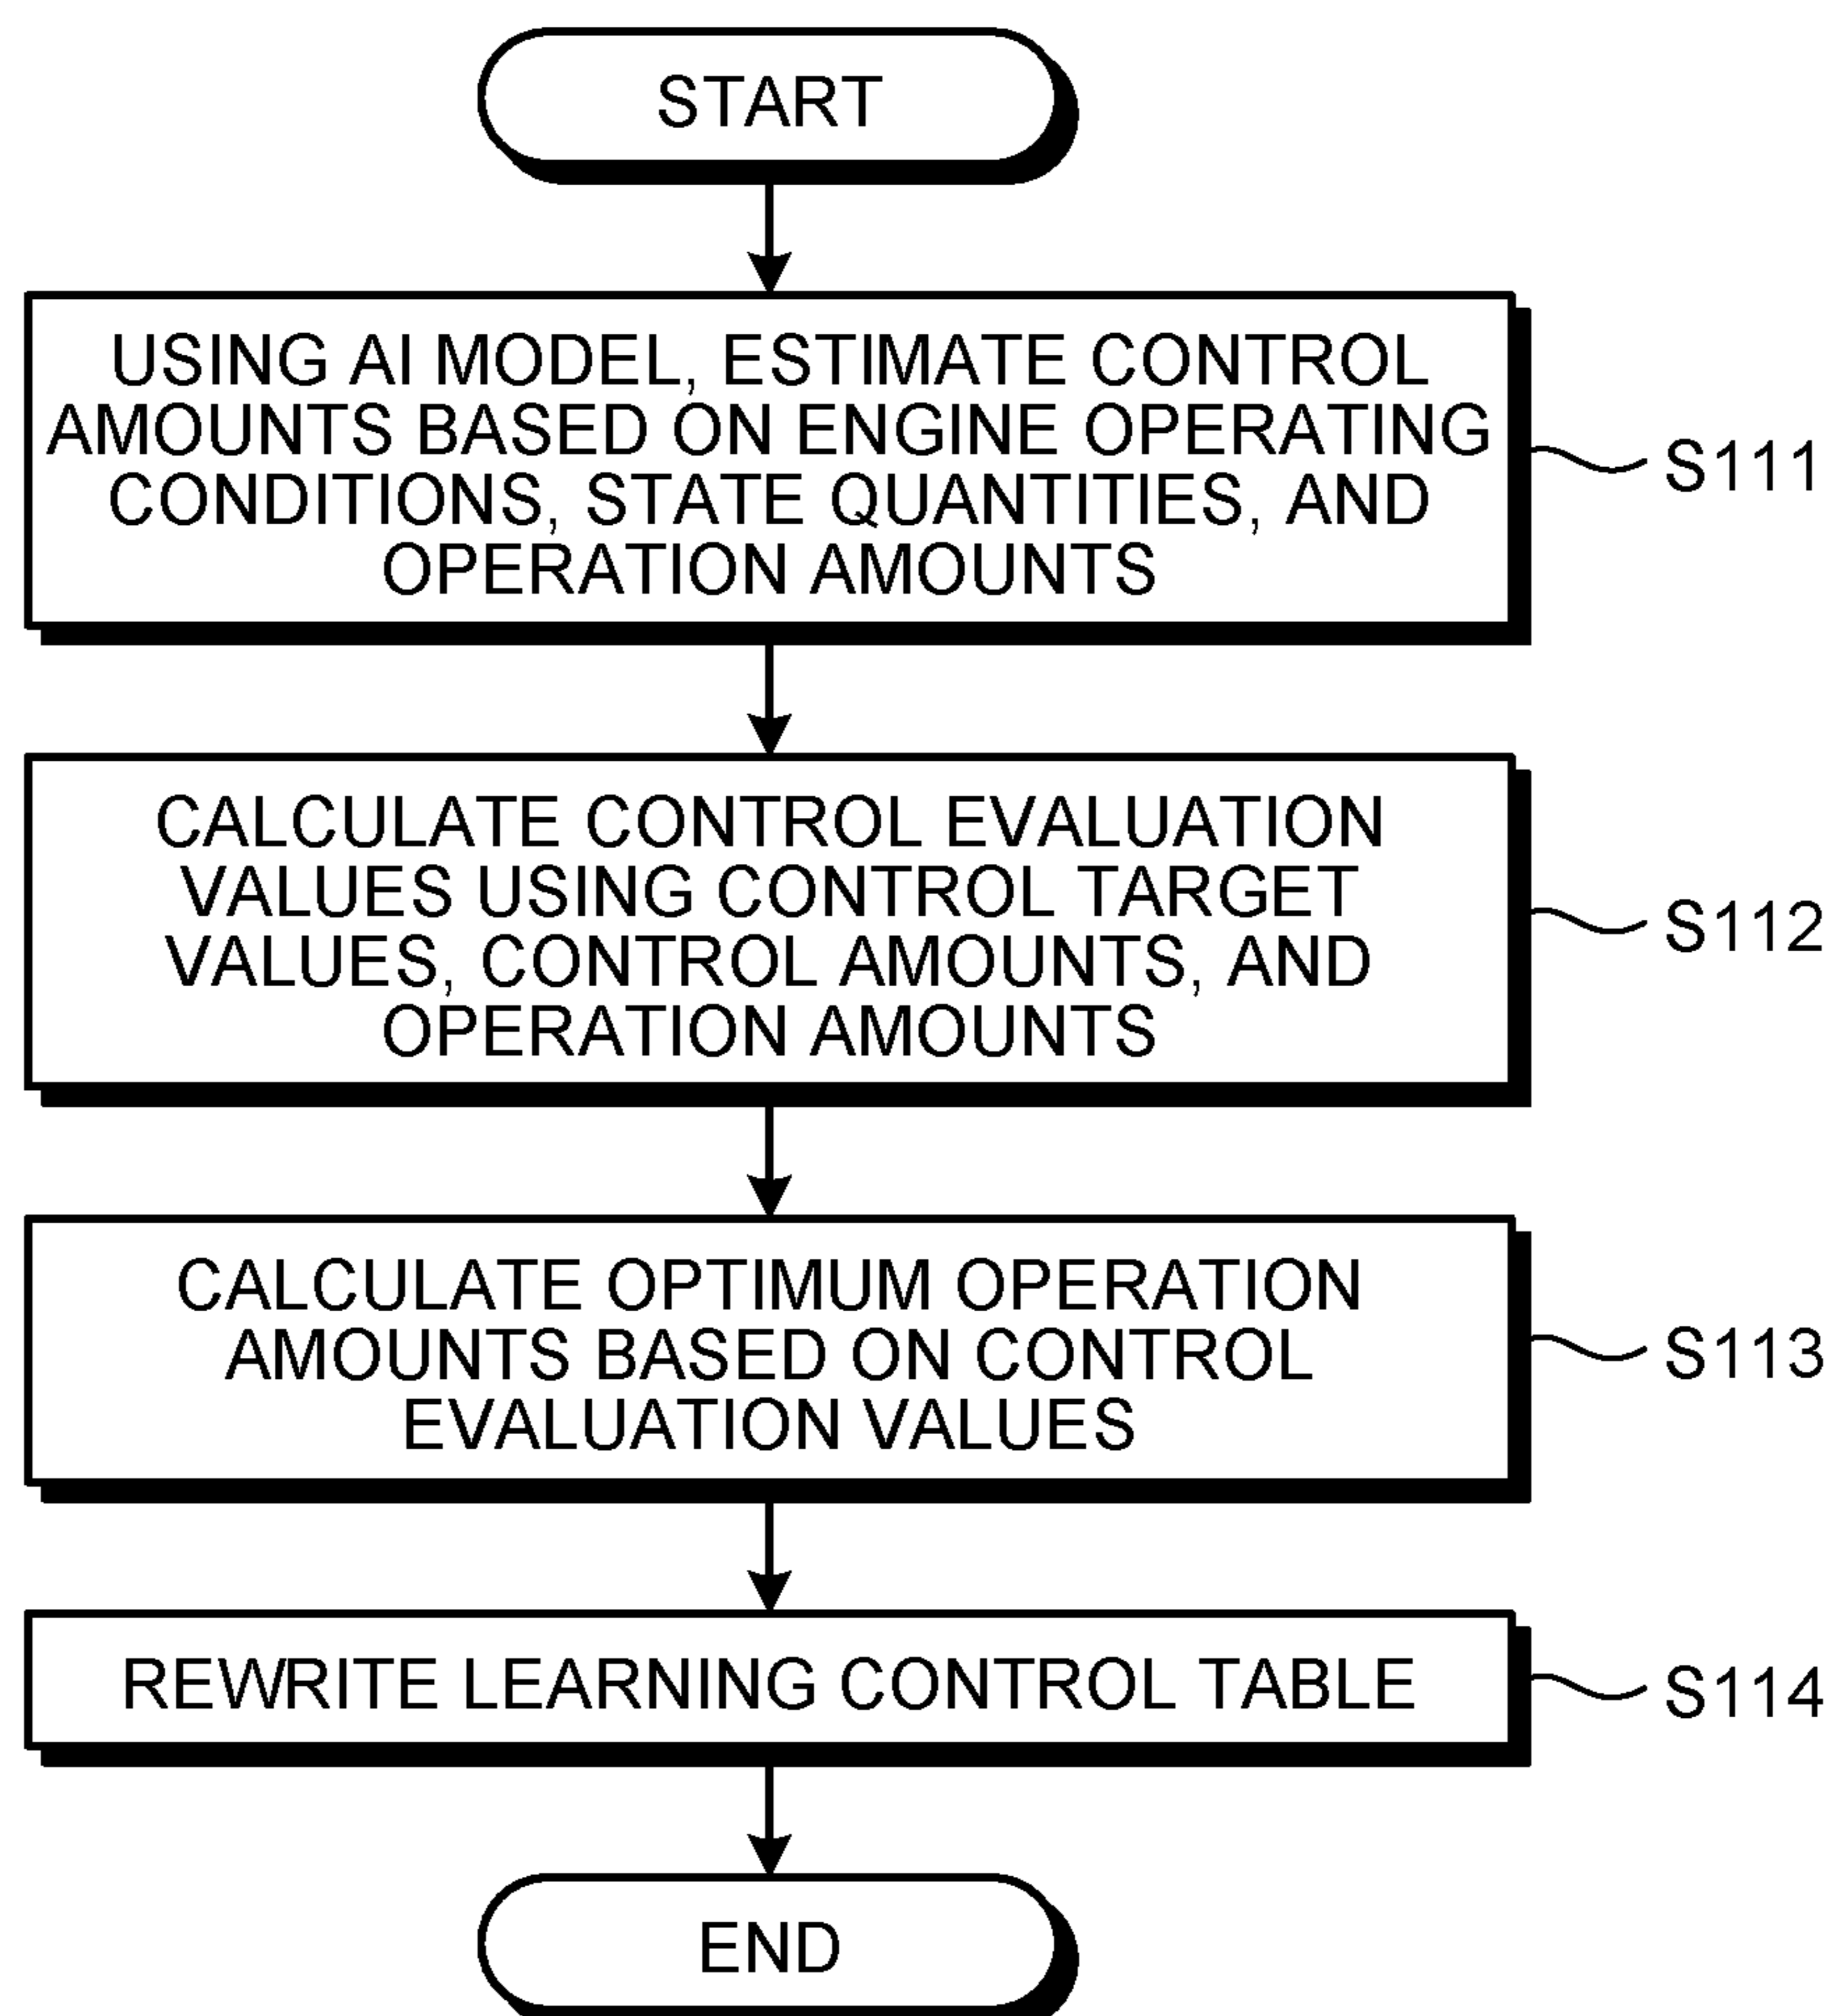 START
USING AI MODEL, ESTIMATE CONTROL
AMOUNTS BASED ON ENGINE OPERATING
CONDITIONS, STATE QUANTITIES, AND
OPERATION AMOUNTS
S111
CALCULATE CONTROL EVALUATION
VALUES USING CONTROL TARGET
VALUES, CONTROL AMOUNTS, AND
OPERATION AMOUNTS
S112
CALCULATE OPTIMUM OPERATION
AMOUNTS BASED ON CONTROL
EVALUATION VALUES
S113
REWRITE LEARNING CONTROL TABLE
S114
END